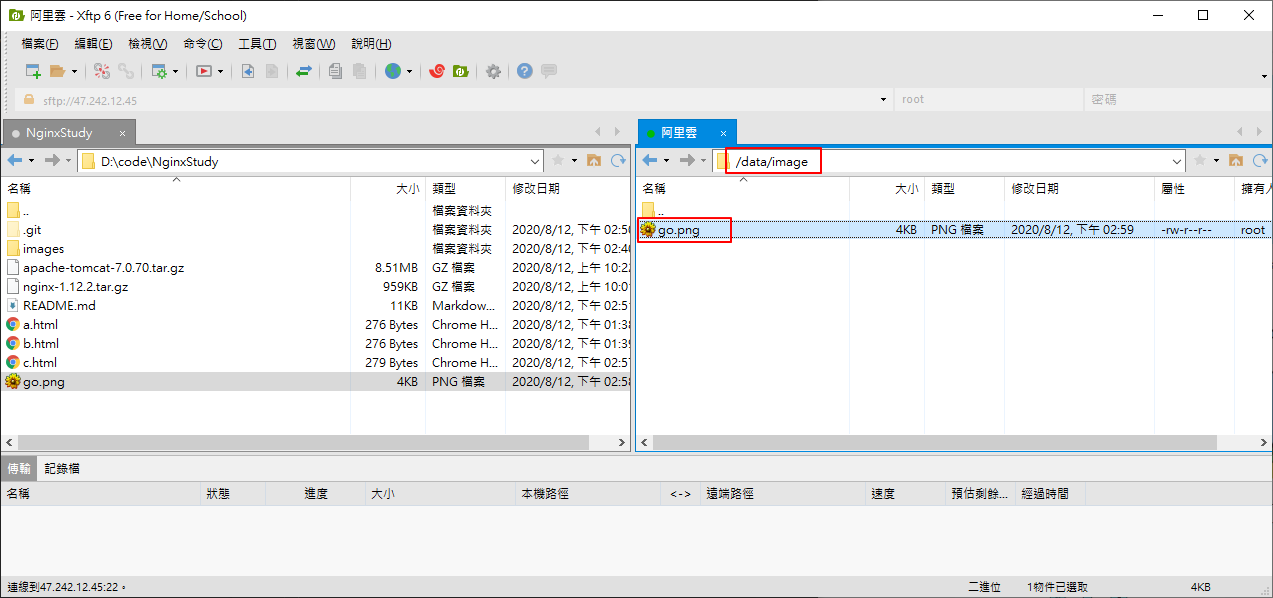 阿里雲 - Xftp 6 (Free for Home/School)
檔案(F) 編輯(E) 檢視(V) 命令(C) 工具(T) 視窗(W) 說明(H)
sftp://47.242.12.45 root 密碼
NginxStudy × 阿里雲 ×
D:\code\NginxStudy /data/image
名稱 大小 類型 修改日期 名稱 大小 類型 修改日期 屬性 擁有人
.. 檔案資料夾 ..
.git 檔案資料夾 2020/8/12, 下午 02:50 go.png 4KB PNG 檔案 2020/8/12, 下午 02:59 -rw-r--r-- root
images 檔案資料夾 2020/8/12, 下午 02:40
apache-tomcat-7.0.70.tar.gz 8.51MB GZ 檔案 2020/8/12, 上午 10:22
nginx-1.12.2.tar.gz 959KB GZ 檔案 2020/8/12, 上午 10:01
README.md 11KB Markdow... 2020/8/12, 下午 02:51
a.html 276 Bytes Chrome H... 2020/8/12, 下午 01:38
b.html 276 Bytes Chrome H... 2020/8/12, 下午 01:39
c.html 279 Bytes Chrome H... 2020/8/12, 下午 02:57
go.png 4KB PNG 檔案 2020/8/12, 下午 02:58
傳輸 記錄檔
名稱 狀態 進度 大小 本機路徑 <-> 遠端路徑 速度 預估剩餘... 經過時間
連線到47.242.12.45:22。 二進位 1物件已選取 4KB